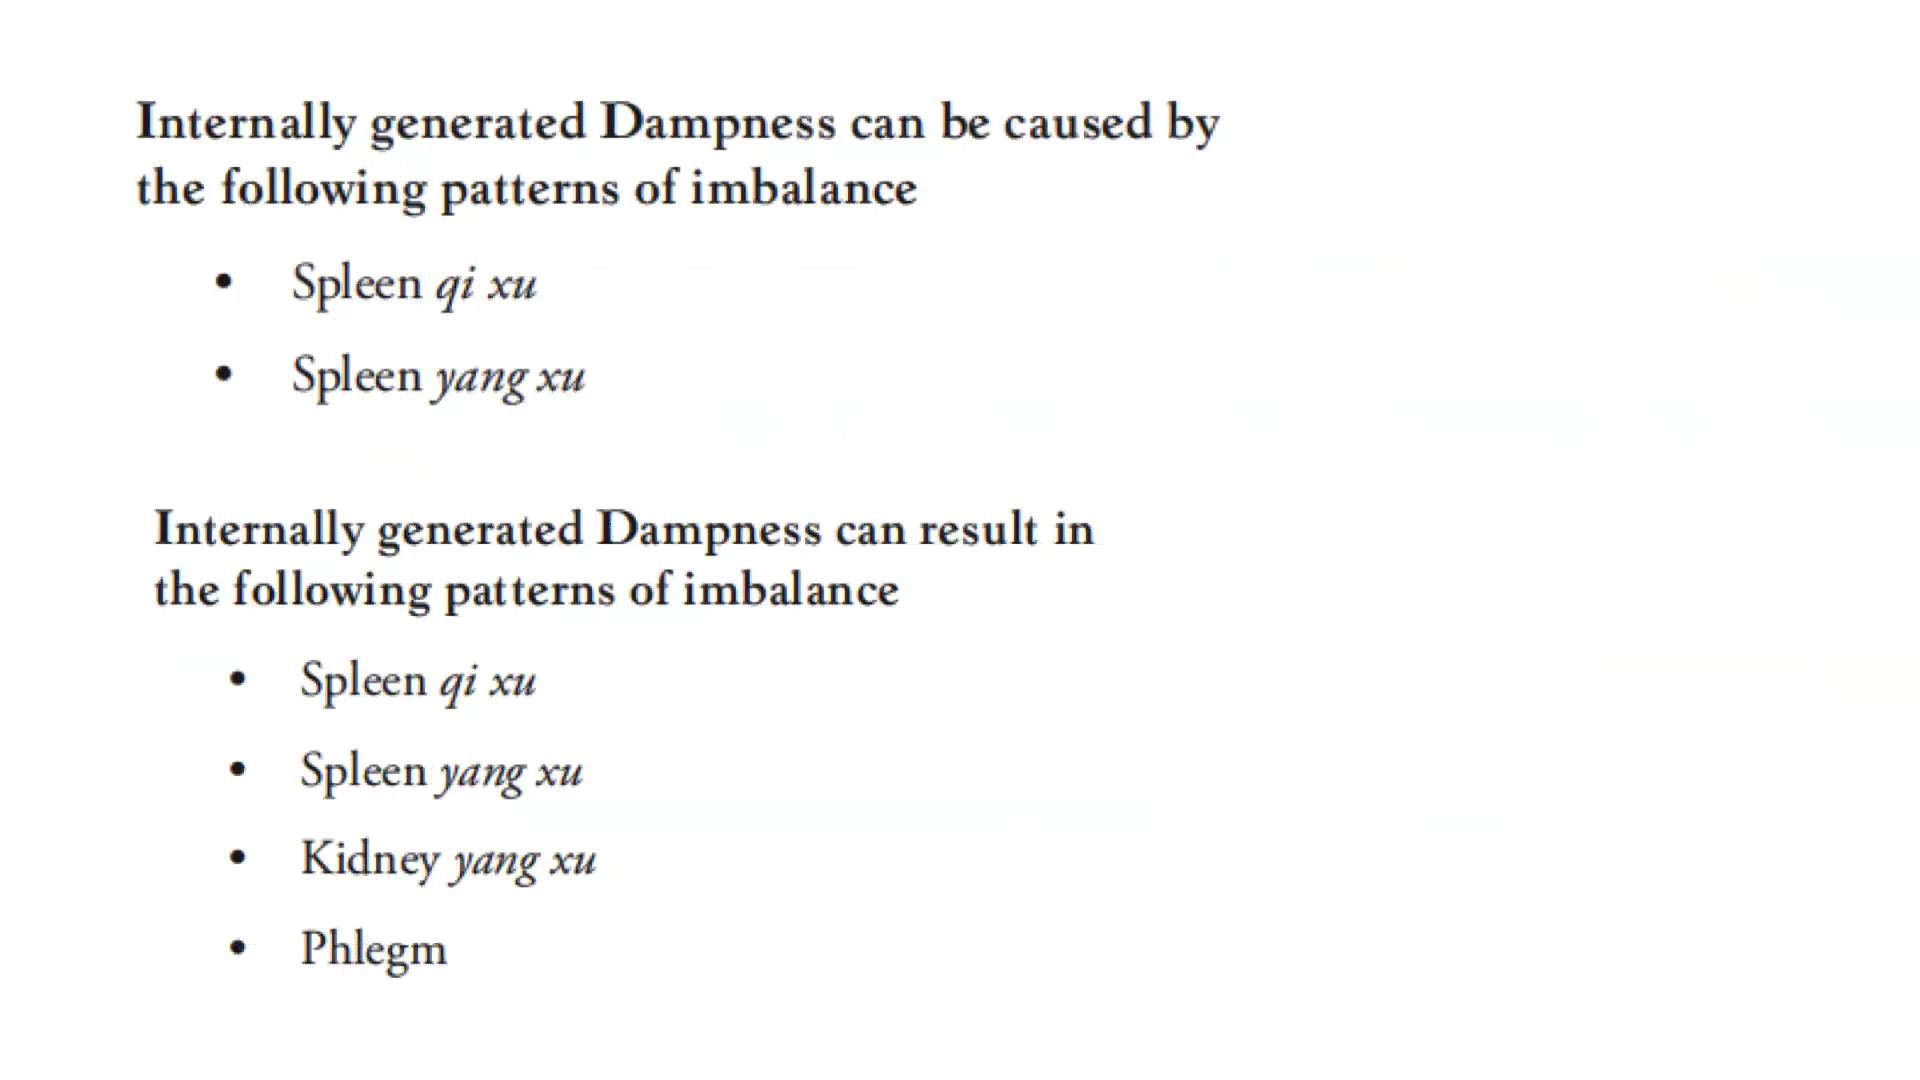 Internally generated Dampness can be caused by
the following patterns of imbalance
• Spleen qi xu
• Spleen yang xu
Internally generated Dampness can result in
the following patterns of imbalance
• Spleen qi xu
• Spleen yang xu
• Kidney yang xu
• Phlegm